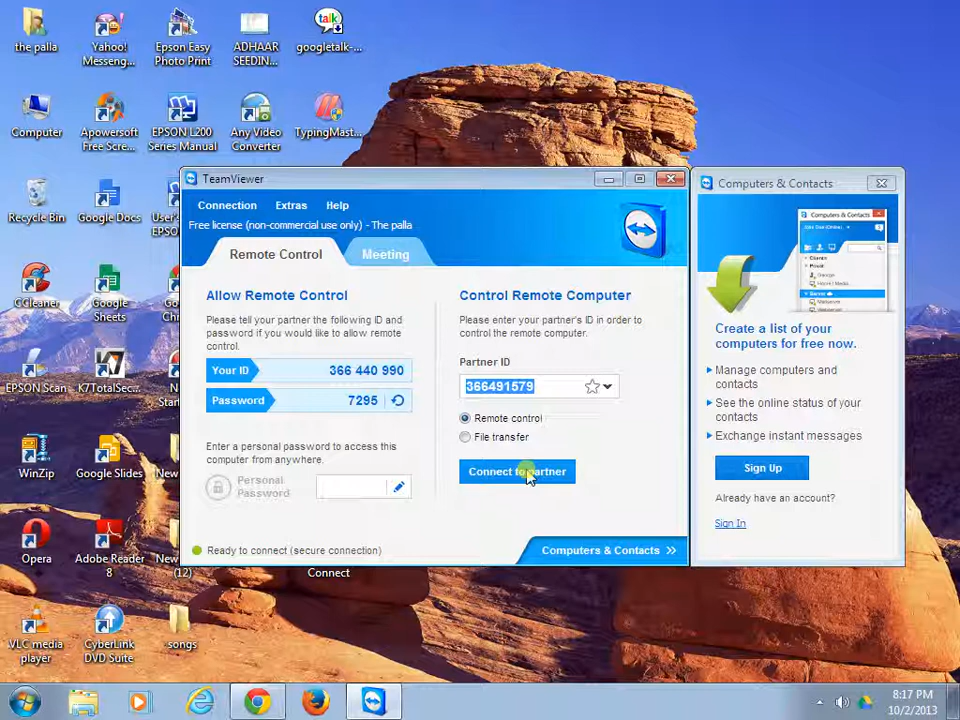 the palla
Yahoo!
Messeng...
Epson Easy
Photo Print
ADHAAR
SEEDIN...
talk
googletalk-...
Computer
Apowersoft
Free Scre...
EPSON L200
Series Manual
Any Video
Converter
TypingMast...
Recycle Bin
Google Docs
User's
EPSO
CCleaner
Google
Sheets
EPSON Scan
K7TotalSec...
Start
WinZip
Google Slides
New
Opera
Adobe Reader
8
New
(12)
Connect
VLC media
player
CyberLink
DVD Suite
songs
TeamViewer
Connection
Extras
Help
Free license (non-commercial use only) - The palla
Remote Control
Meeting
Allow Remote Control
Please tell your partner the following ID and
password if you would like to allow remote
control.
Your ID
366 440 990
Password
7295
Enter a personal password to access this
computer from anywhere.
Personal
Password
Control Remote Computer
Please enter your partner's ID in order to
control the remote computer.
Partner ID
366491579
Remote control
File transfer
Connect to partner
Ready to connect (secure connection)
Computers & Contacts >>
Computers & Contacts
Computers & Contacts
Create a list of your
computers for free now.
Manage computers and
contacts
See the online status of your
contacts
Exchange instant messages
Sign Up
Already have an account?
Sign In
8:17 PM
10/2/2013